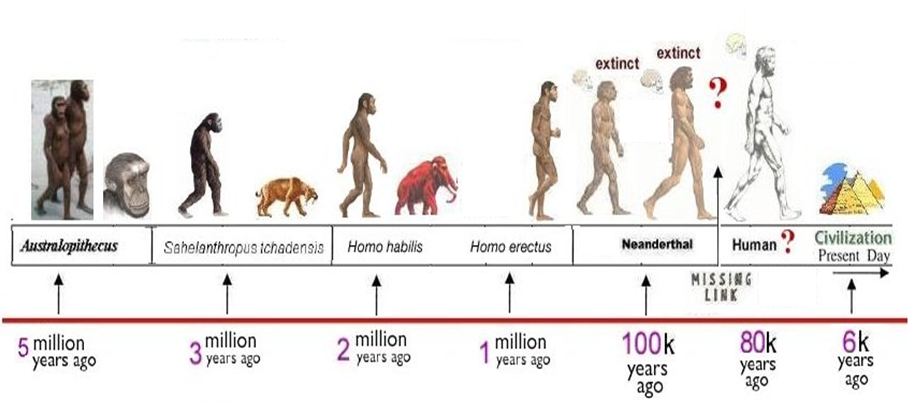 extinct
extinct
?
Australopithecus
Sahelanthropus tchadensis
Homo habilis
Homo erectus
Neanderthal
Human ?
Civilization
Present Day
MISSING
LINK
5 million
years ago
3 million
years ago
2 million
years ago
1 million
years ago
100k
years
ago
80k
years
ago
6k
years
ago